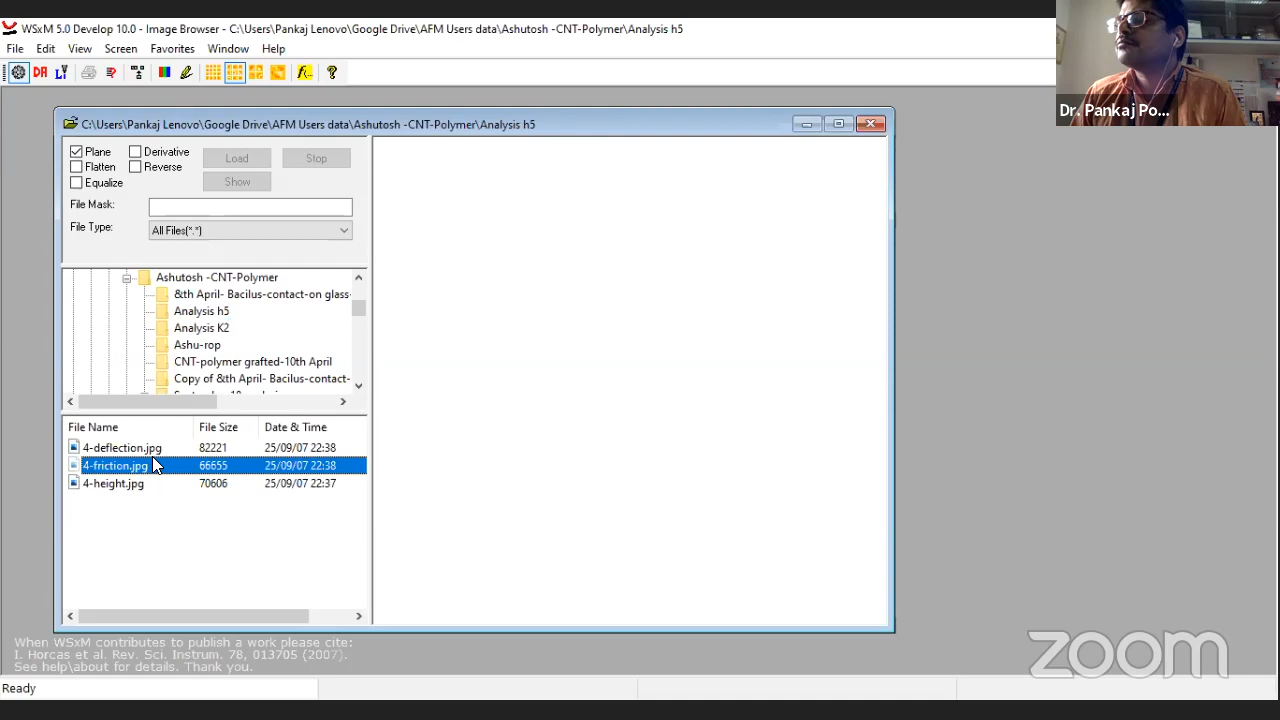 WSxM 5.0 Develop 10.0 - Image Browser - C:\Users\Pankaj Lenovo\Google Drive\AFM Users data\Ashutosh -CNT-Polymer\Analysis h5
File Edit View Screen Favorites Window Help
Dr. Pankaj Po...
C:\Users\Pankaj Lenovo\Google Drive\AFM Users data\Ashutosh -CNT-Polymer\Analysis h5
Plane Derivative Load Stop
Flatten Reverse
Equalize Show
File Mask:
File Type: All Files(*.*)
Ashutosh -CNT-Polymer
&th April- Bacilus-contact-on glass-
Analysis h5
Analysis K2
Ashu-rop
CNT-polymer grafted-10th April
Copy of &th April- Bacilus-contact-
File Name File Size Date & Time
4-deflection.jpg 82221 25/09/07 22:38
4-friction.jpg 66655 25/09/07 22:38
4-height.jpg 70606 25/09/07 22:37
When WSxM contributes to publish a work please cite:
I. Horcas et al. Rev. Sci. Instrum. 78, 013705 (2007).
See help\about for details. Thank you.
zoom
Ready